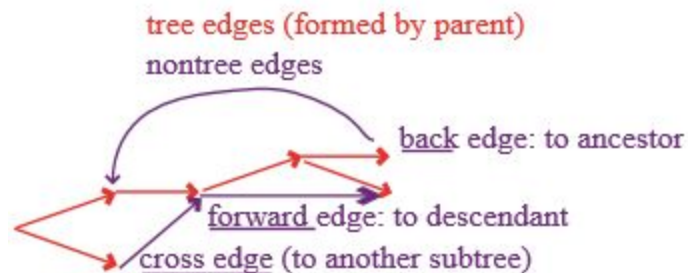 tree edges (formed by parent)
nontree edges
back edge: to ancestor
forward edge: to descendant
cross edge (to another subtree)